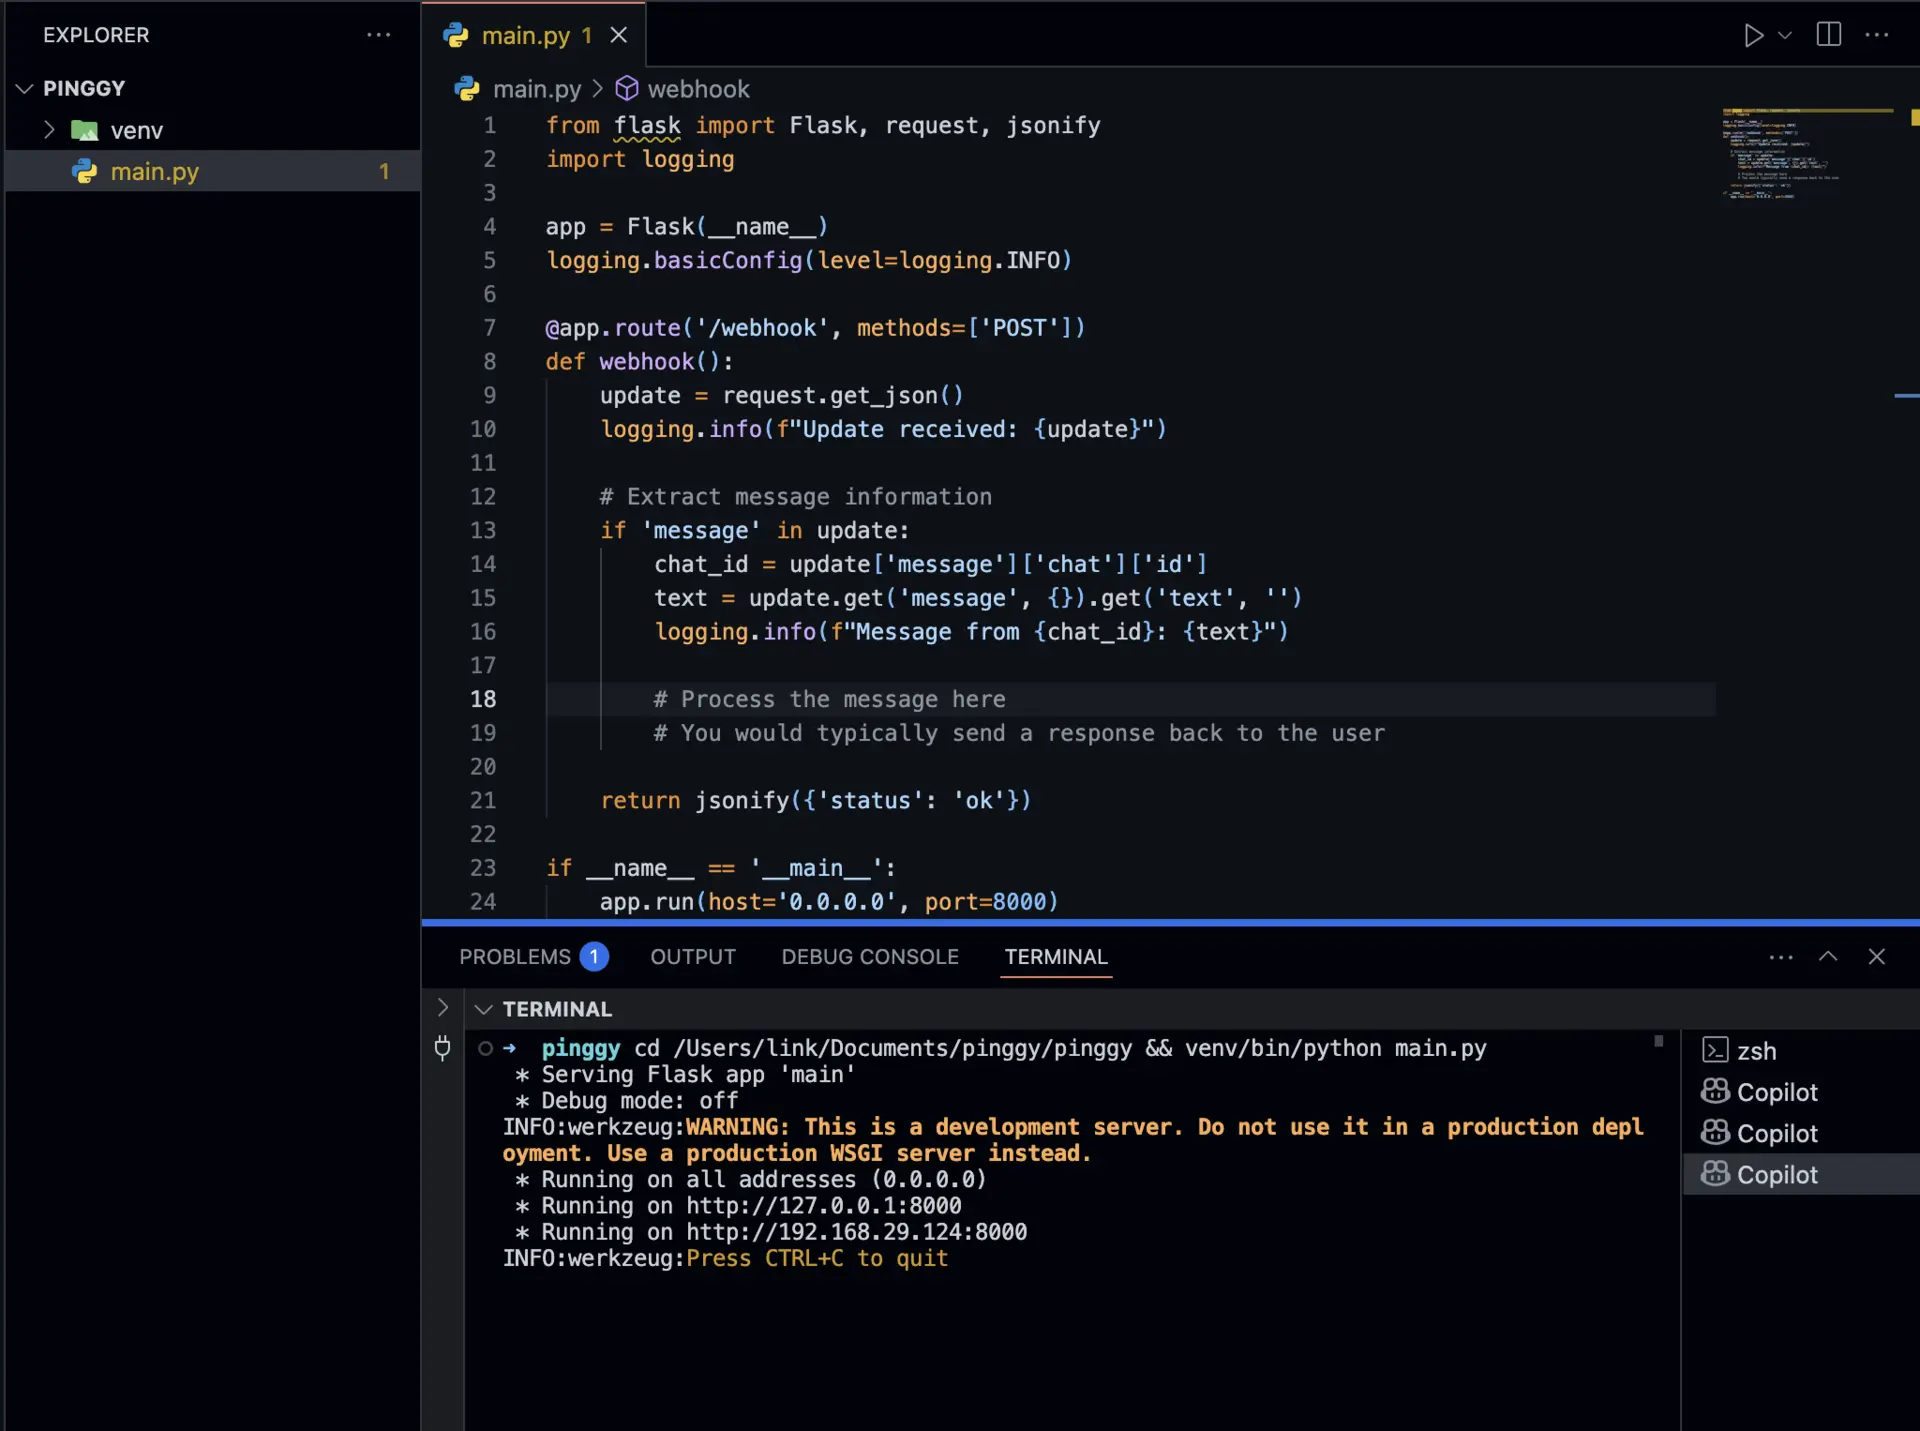 EXPLORER
PINGGY
venv
main.py 1
main.py 1
main.py > webhook
1 from flask import Flask, request, jsonify
2 import logging
3
4 app = Flask(__name__)
5 logging.basicConfig(level=logging.INFO)
6
7 @app.route('/webhook', methods=['POST'])
8 def webhook():
9     update = request.get_json()
10     logging.info(f"Update received: {update}")
11
12     # Extract message information
13     if 'message' in update:
14         chat_id = update['message']['chat']['id']
15         text = update.get('message', {}).get('text', '')
16         logging.info(f"Message from {chat_id}: {text}")
17
18         # Process the message here
19         # You would typically send a response back to the user
20
21     return jsonify({'status': 'ok'})
22
23 if __name__ == '__main__':
24     app.run(host='0.0.0.0', port=8000)
PROBLEMS 1 OUTPUT DEBUG CONSOLE TERMINAL
TERMINAL
➜ pinggy cd /Users/link/Documents/pinggy/pinggy && venv/bin/python main.py
* Serving Flask app 'main'
* Debug mode: off
INFO:werkzeug:WARNING: This is a development server. Do not use it in a production depl
oyment. Use a production WSGI server instead.
* Running on all addresses (0.0.0.0)
* Running on http://127.0.0.1:8000
* Running on http://192.168.29.124:8000
INFO:werkzeug:Press CTRL+C to quit
zsh
Copilot
Copilot
Copilot